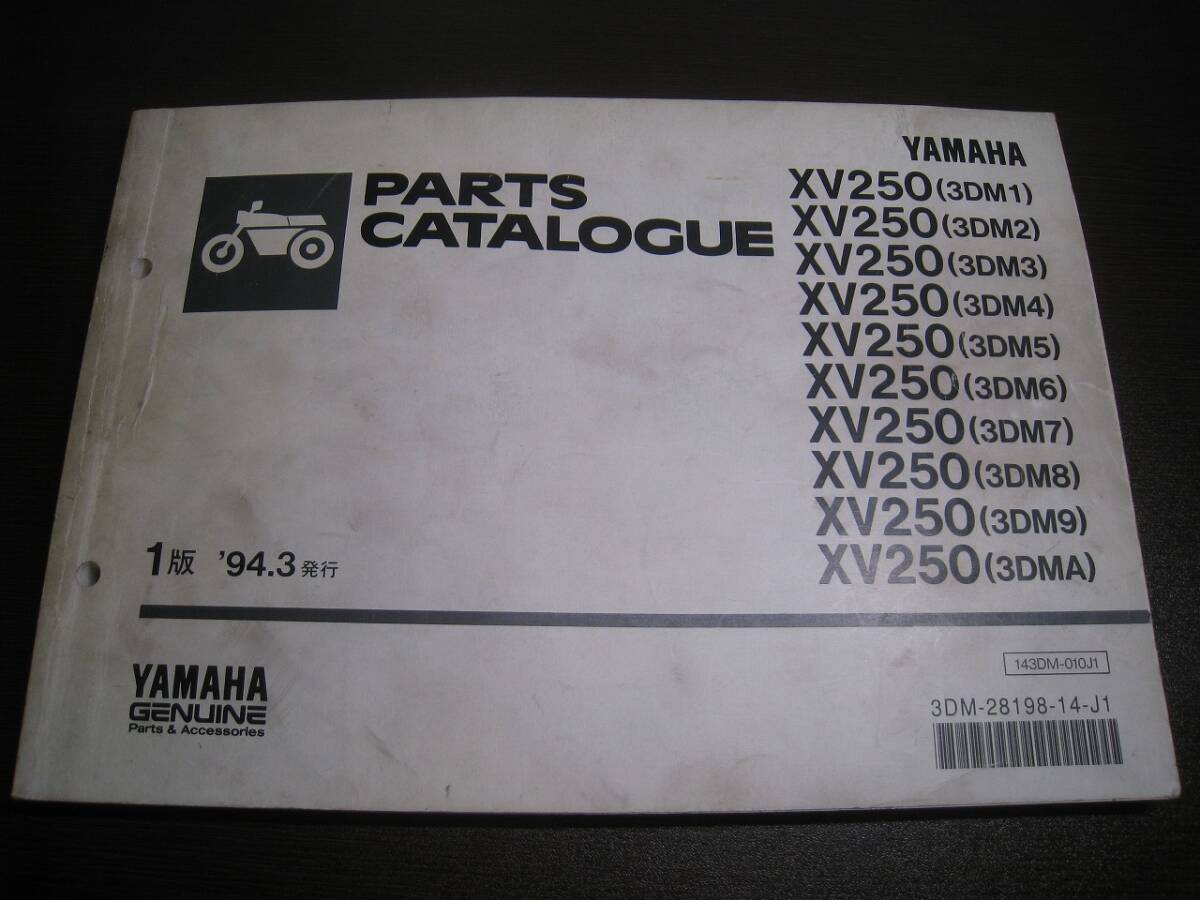 PARTS
CATALOGUE
YAMAHA
XV250(3DM1)
XV250(3DM2)
XV250(3DM3)
XV250(3DM4)
XV250(3DM5)
XV250(3DM6)
XV250(3DM7)
XV250(3DM8)
XV250(3DM9)
XV250(3DMA)
1版 '94.3発行
YAMAHA
GENUINE
Parts & Accessories
143DM-010J1
3DM-28198-14-J1